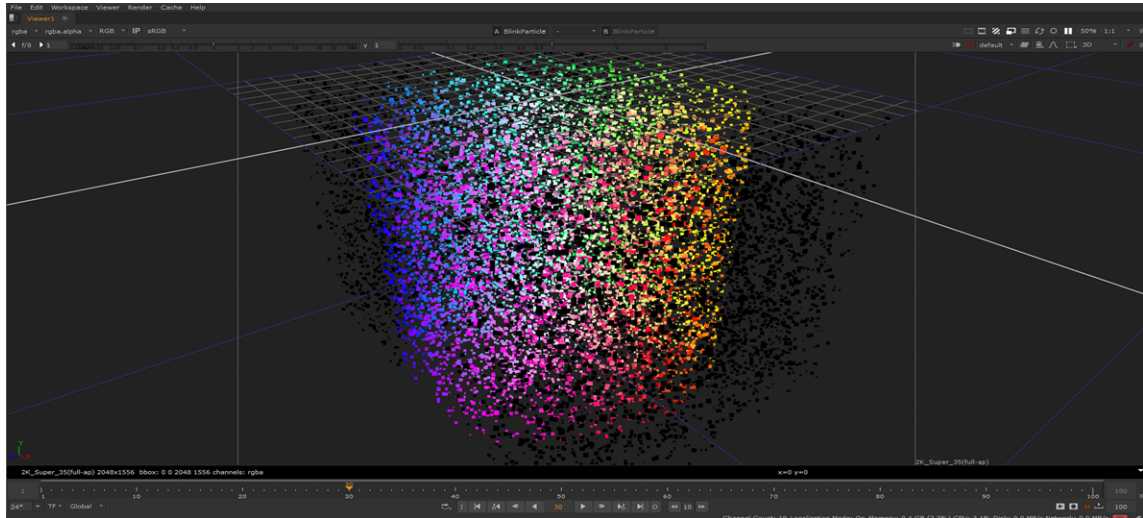 File Edit Workspace Viewer Render Cache Help
Viewer1
rgba rgba.alpha RGB IP sRGB A BlinkParticle - B BlinkParticle 50% 1:1
f/8 1 Y 1 default 3D
2K_Super_35(full-ap)
2K_Super_35(full-ap) 2048x1556 bbox: 0 0 2048 1556 channels: rgba x=0 y=0
1 1 10 20 30 40 50 60 70 80 90 100 100
24* TF Global 30 10 100